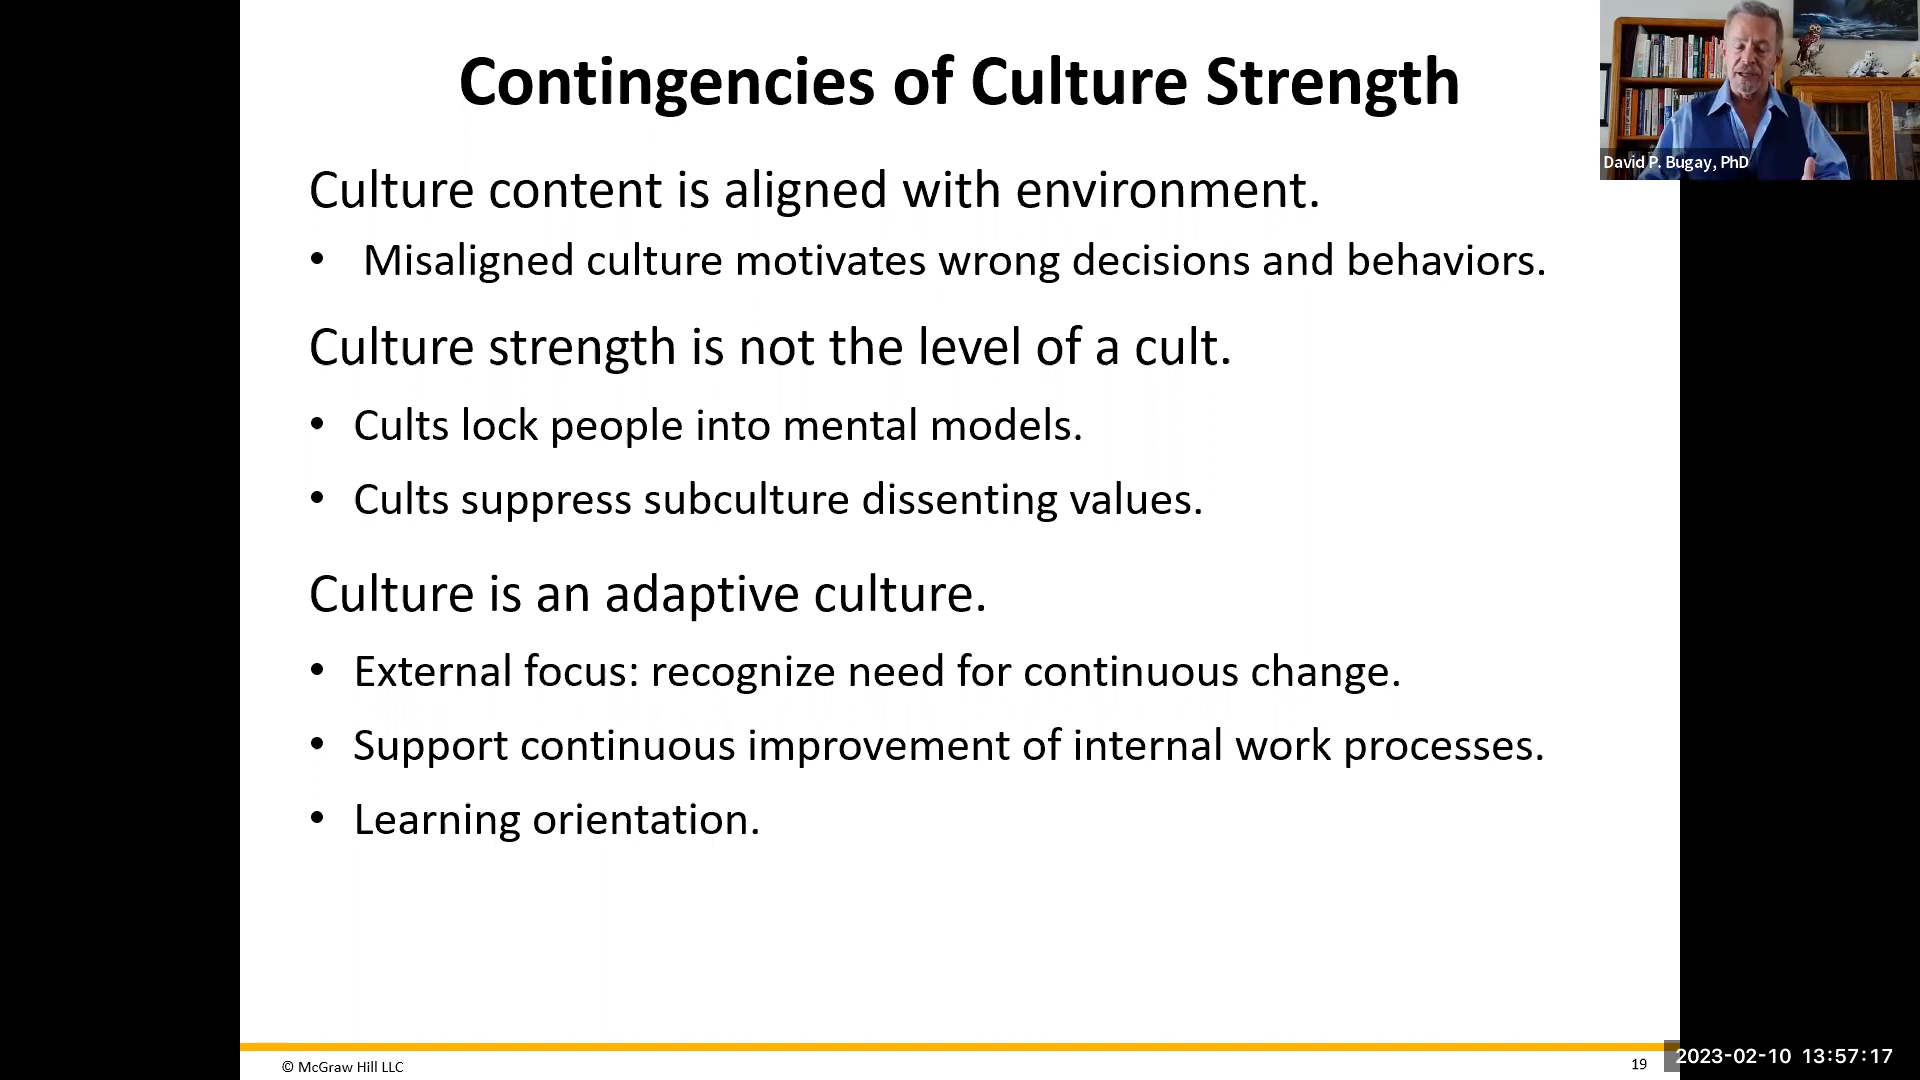 Contingencies of Culture Strength
David P. Bugay, PhD
Culture content is aligned with environment.
• Misaligned culture motivates wrong decisions and behaviors.
Culture strength is not the level of a cult.
• Cults lock people into mental models.
• Cults suppress subculture dissenting values.
Culture is an adaptive culture.
• External focus: recognize need for continuous change.
• Support continuous improvement of internal work processes.
• Learning orientation.
© McGraw Hill LLC
19
2023-02-10 13:57:17